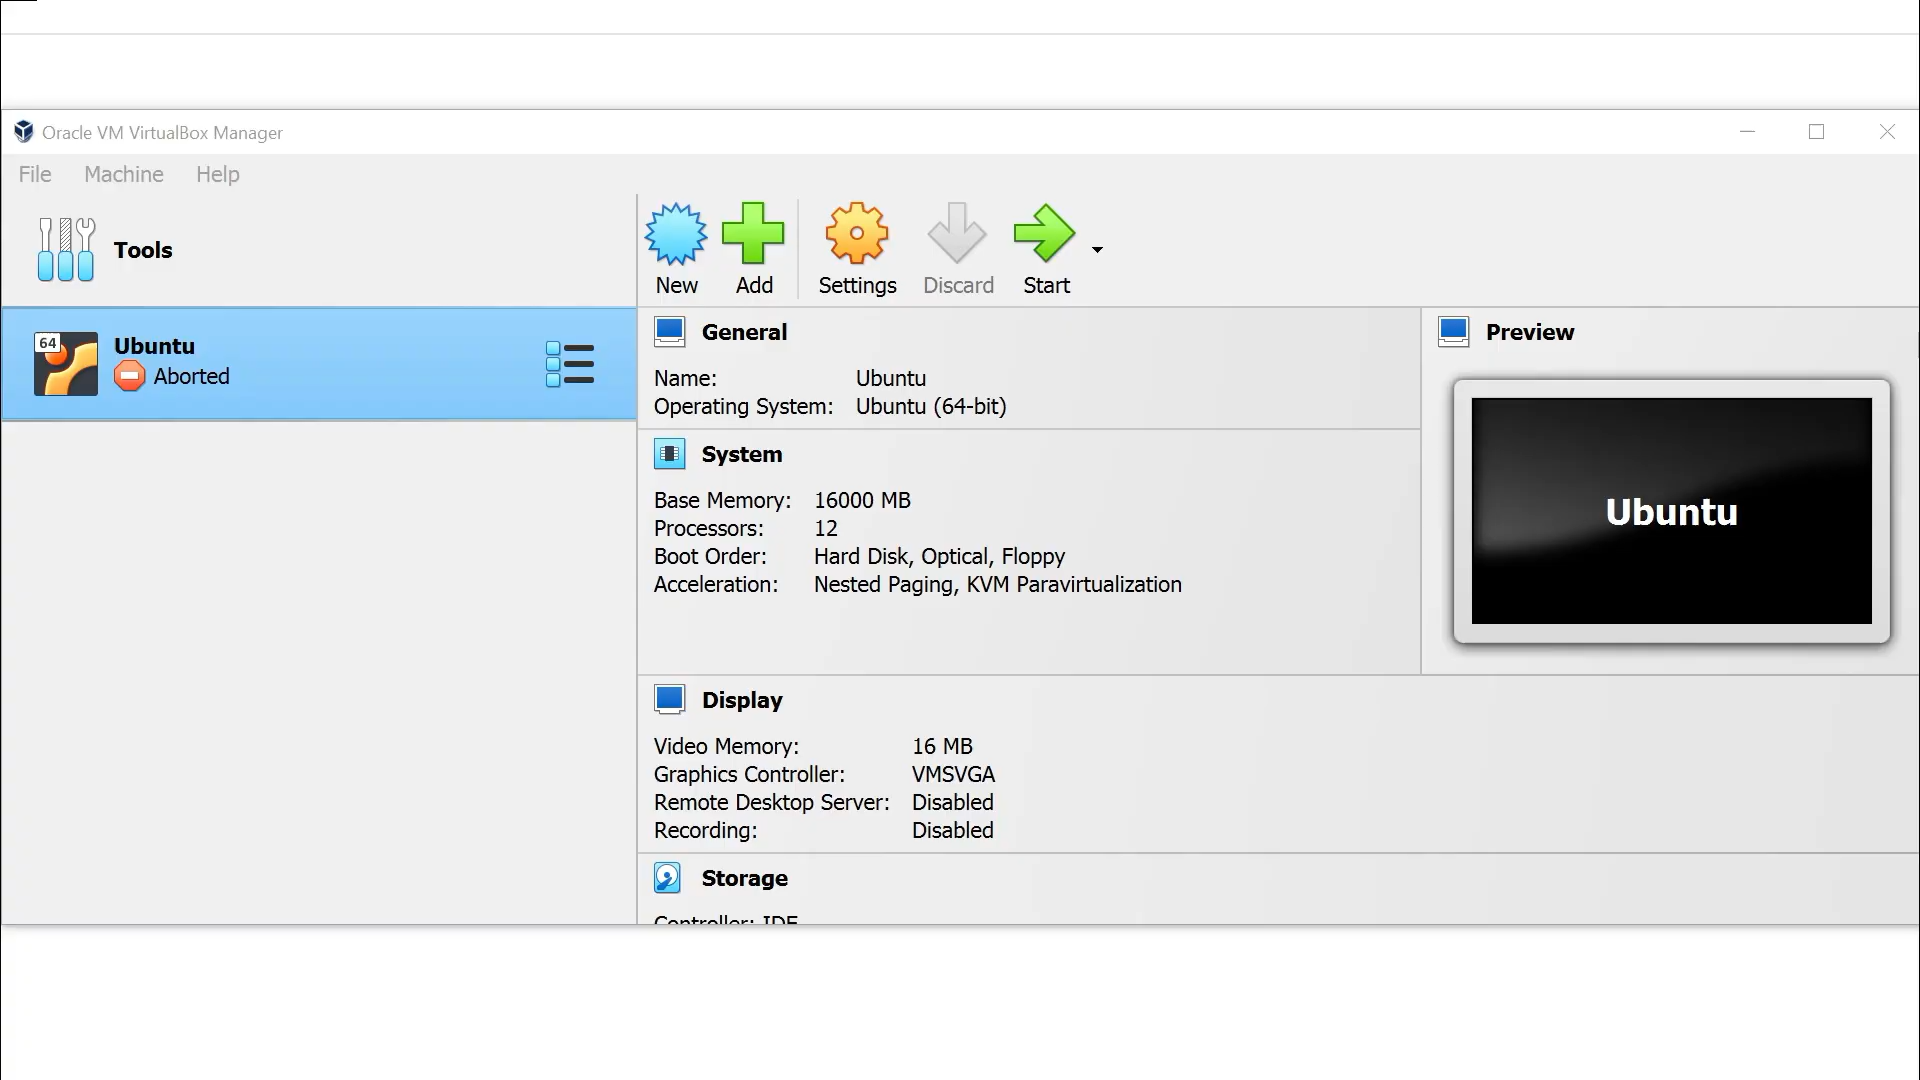 Oracle VM VirtualBox Manager
File Machine Help
Tools
New Add Settings Discard Start
64
Ubuntu
Aborted
General
Name: Ubuntu
Operating System: Ubuntu (64-bit)
System
Base Memory: 16000 MB
Processors: 12
Boot Order: Hard Disk, Optical, Floppy
Acceleration: Nested Paging, KVM Paravirtualization
Preview
Ubuntu
Display
Video Memory: 16 MB
Graphics Controller: VMSVGA
Remote Desktop Server: Disabled
Recording: Disabled
Storage
Controller: IDE